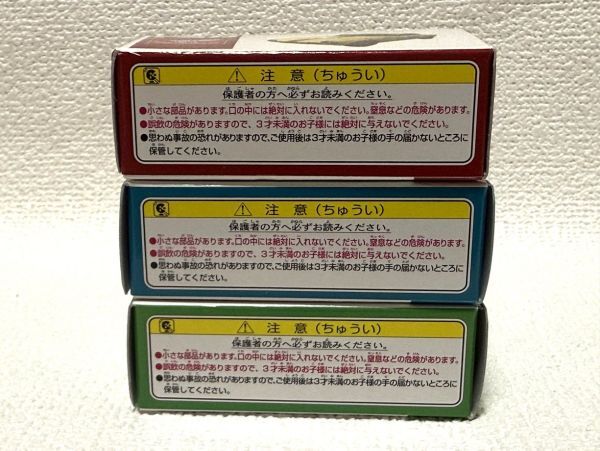 ⚠ 注意(ちゅうい)
保護者の方へ必ずお読みください。
●小さな部品があります。口の中には絶対に入れないでください。窒息などの危険があります。
●誤飲の危険がありますので、3才未満のお子様には絶対に与えないでください。
●思わぬ事故の恐れがありますので、ご使用後は3才未満のお子様の手の届かないところに
保管してください。
⚠ 注意(ちゅうい)
保護者の方へ必ずお読みください。
●小さな部品があります。口の中には絶対に入れないでください。窒息などの危険があります。
●誤飲の危険がありますので、3才未満のお子様には絶対に与えないでください。
●思わぬ事故の恐れがありますので、ご使用後は3才未満のお子様の手の届かないところに
保管してください。
⚠ 注意(ちゅうい)
保護者の方へ必ずお読みください。
●小さな部品があります。口の中には絶対に入れないでください。窒息などの危険があります。
●誤飲の危険がありますので、3才未満のお子様には絶対に与えないでください。
●思わぬ事故の恐れがありますので、ご使用後は3才未満のお子様の手の届かないところに
保管してください。